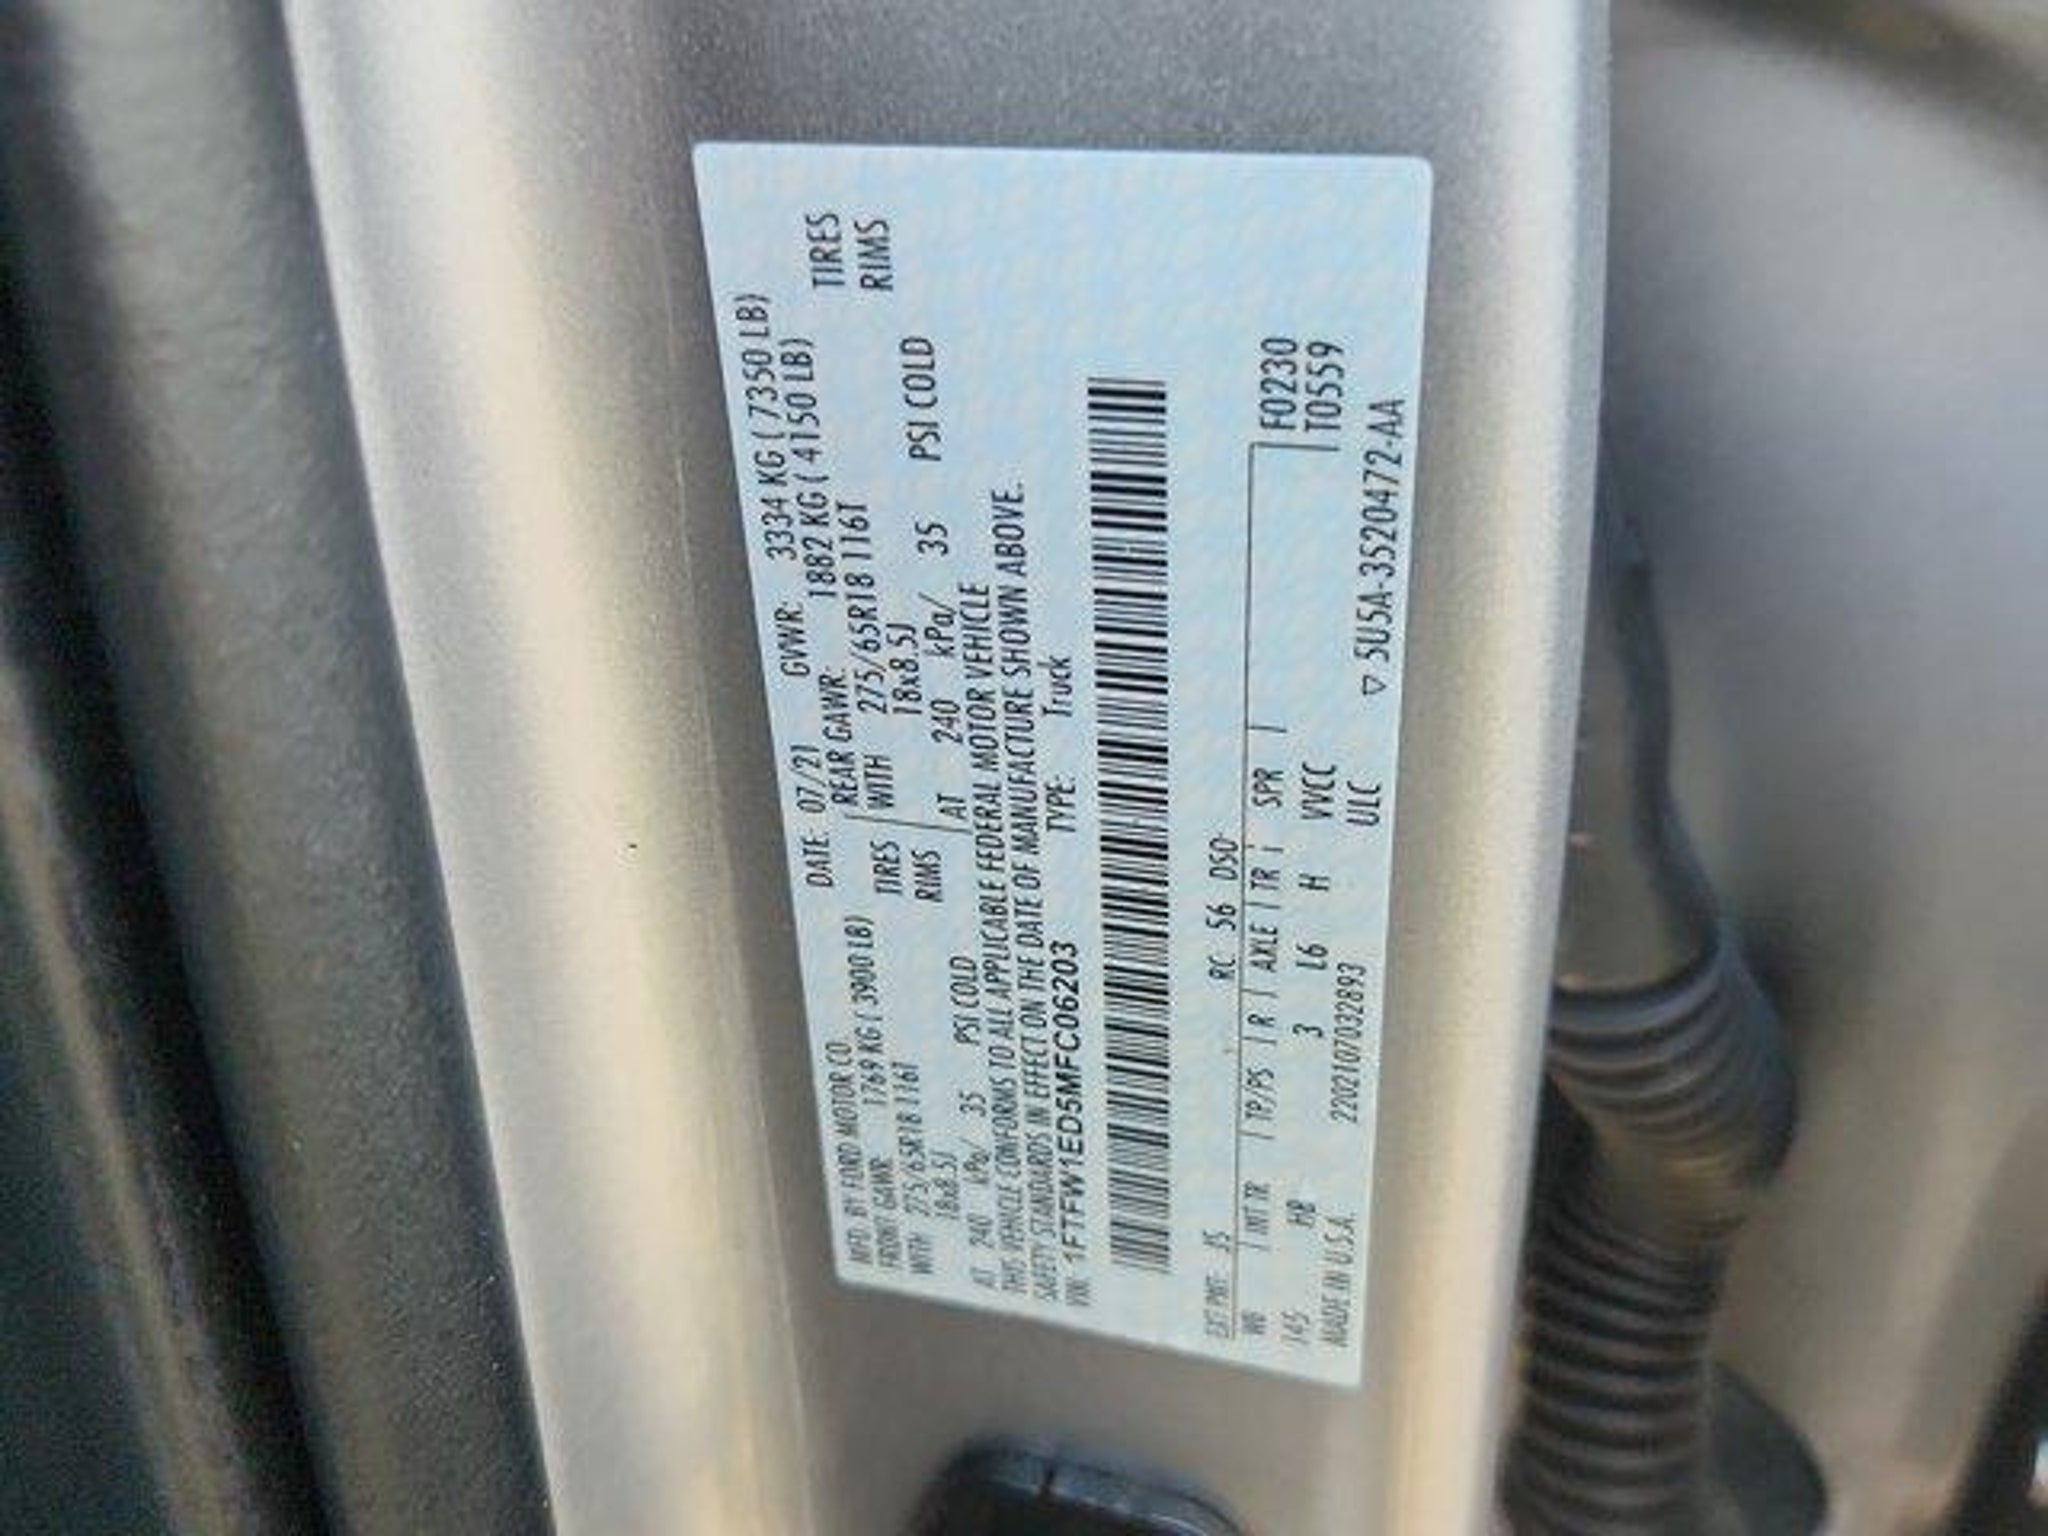 MFD. BY FORD MOTOR CO. DATE: 07/21 GVWR: 3334 KG ( 7350 LB)
FRONT GAWR: 1769 KG ( 3900 LB) REAR GAWR: 1882 KG ( 4150 LB)
WITH 275/65R18 116T TIRES WITH 275/65R18 116T TIRES
18x8.5J RIMS 18x8.5J RIMS
AT 240 kPa/ 35 PSI COLD AT 240 kPa/ 35 PSI COLD
THIS VEHICLE CONFORMS TO ALL APPLICABLE FEDERAL MOTOR VEHICLE
SAFETY STANDARDS IN EFFECT ON THE DATE OF MANUFACTURE SHOWN ABOVE.
VIN: 1FTFW1ED5MFC06203 TYPE: Truck
EXT PNT: JS RC: 56 DSO:
WB INT TR TP/PS R AXLE TR SPR F0230
145 HB 3 L6 H VVCC T0559
MADE IN U.S.A. 220210703289​3 ULC
▽ 5U5A-3520472-AA